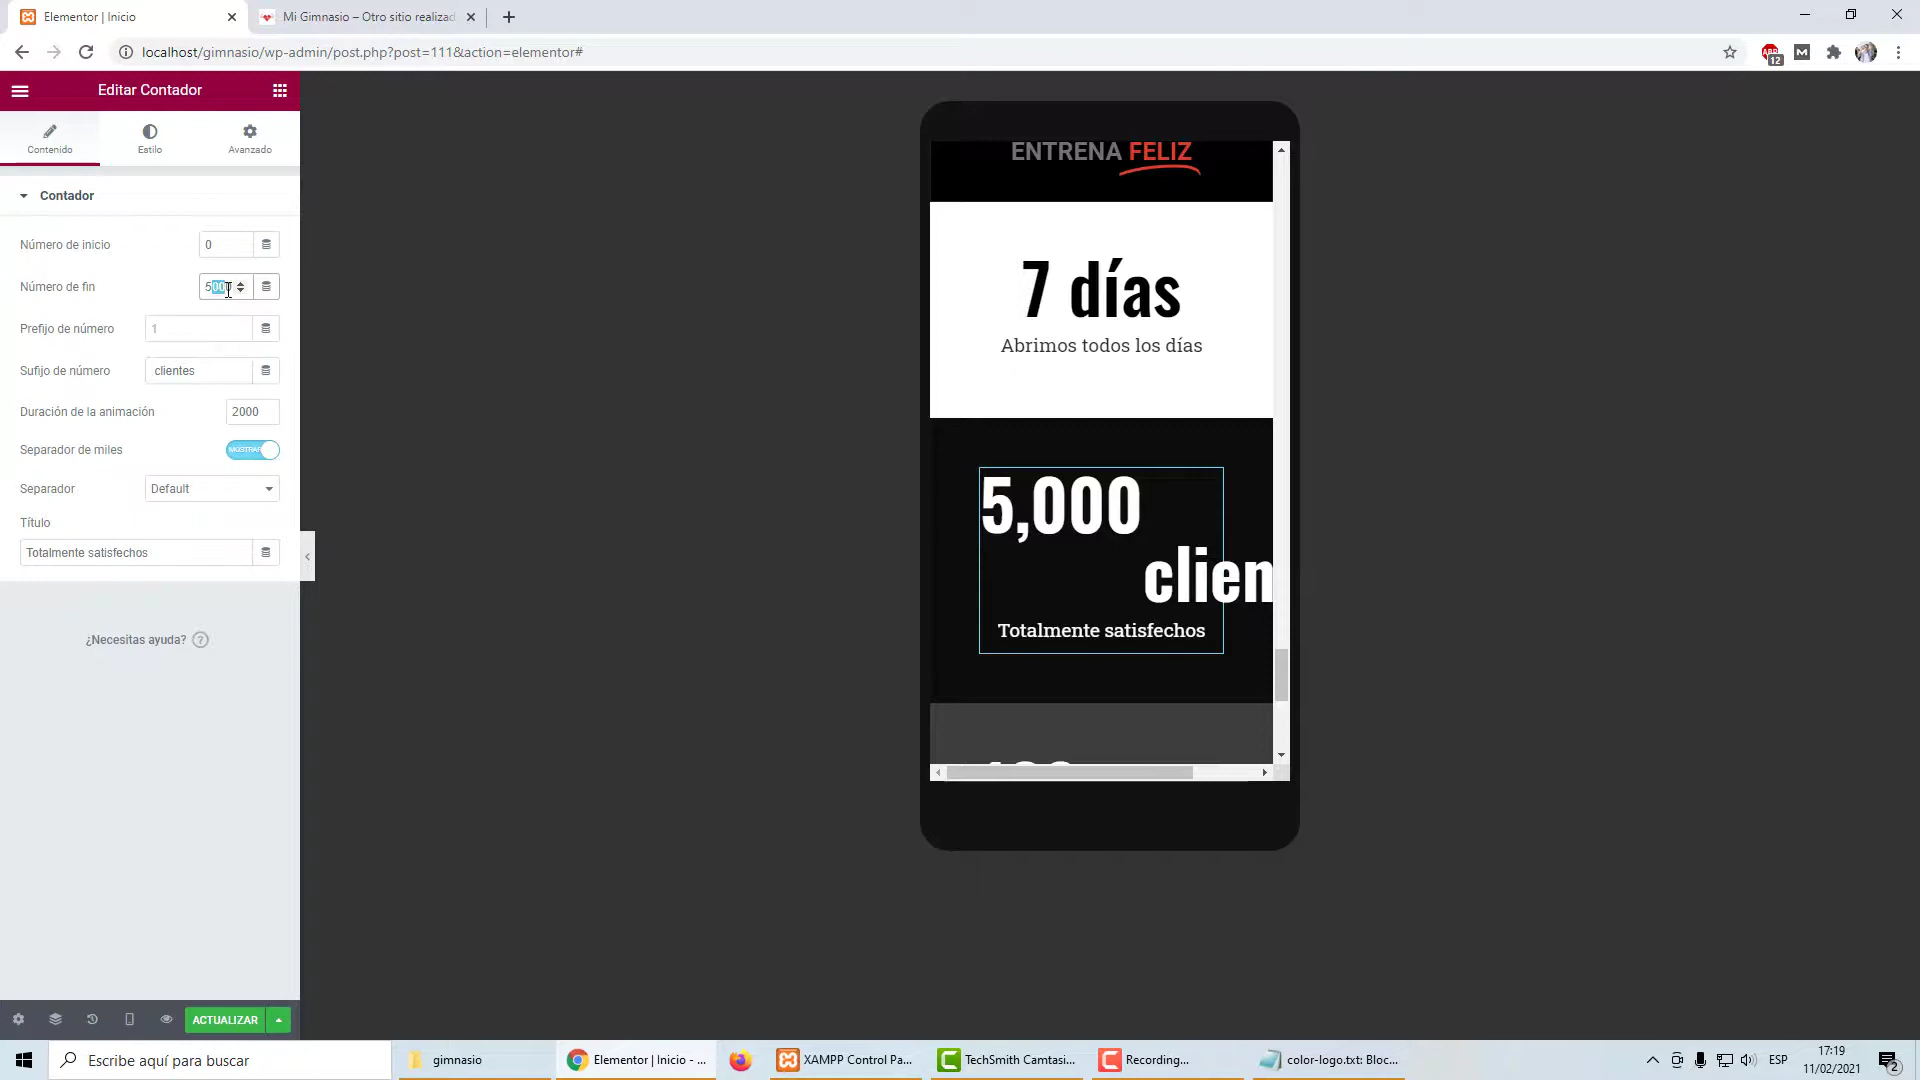 Elementor | Inicio
Mi Gimnasio – Otro sitio realizad
localhost/gimnasio/wp-admin/post.php?post=111&action=elementor#
ABP
12
M
Editar Contador
Contenido
Estilo
Avanzado
Contador
Número de inicio
0
Número de fin
5000
Prefijo de número
1
Sufijo de número
clientes
Duración de la animación
2000
Separador de miles
MOSTRAR
Separador
Default
Título
Totalmente satisfechos
¿Necesitas ayuda? ?
ACTUALIZAR
ENTRENA FELIZ
7 días
Abrimos todos los días
5,000
clien
Totalmente satisfechos
Escribe aquí para buscar
gimnasio
Elementor | Inicio - ...
XAMPP Control Pa...
TechSmith Camtasi...
Recording...
color-logo.txt: Bloc...
ESP
17:19
11/02/2021
2